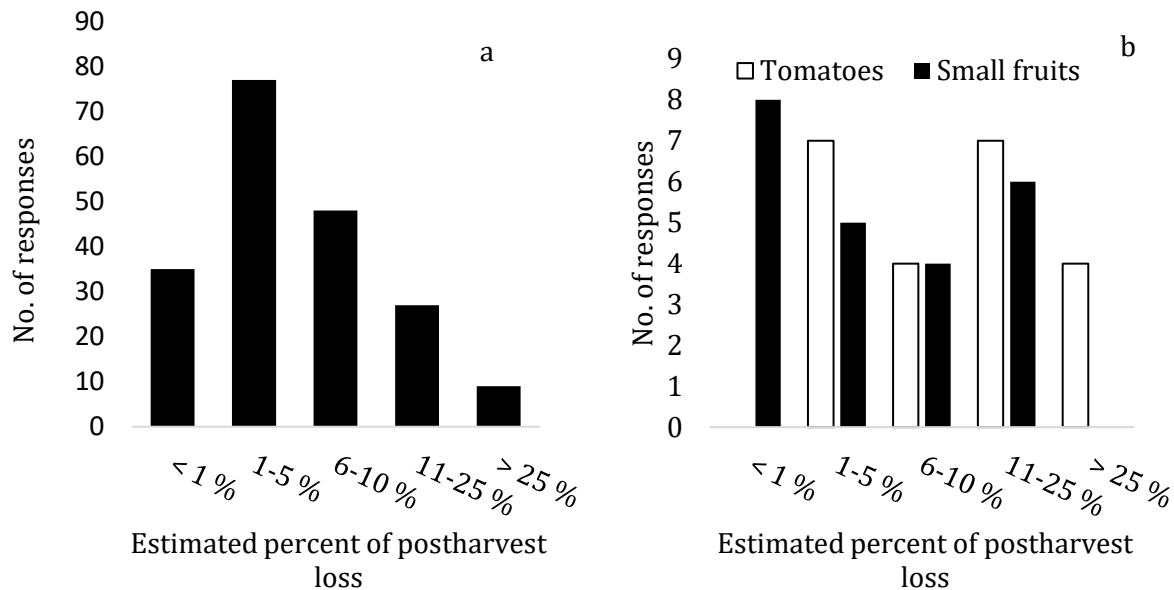 a
No. of responses
90
80
70
60
50
40
30
20
10
0
< 1 %
1-5 %
6-10 %
11-25 %
> 25 %
Estimated percent of postharvest
loss
b
Tomatoes Small fruits
No. of responses
9
8
7
6
5
4
3
2
1
0
< 1 %
1-5 %
6-10 %
11-25 %
> 25 %
Estimated percent of postharvest
loss